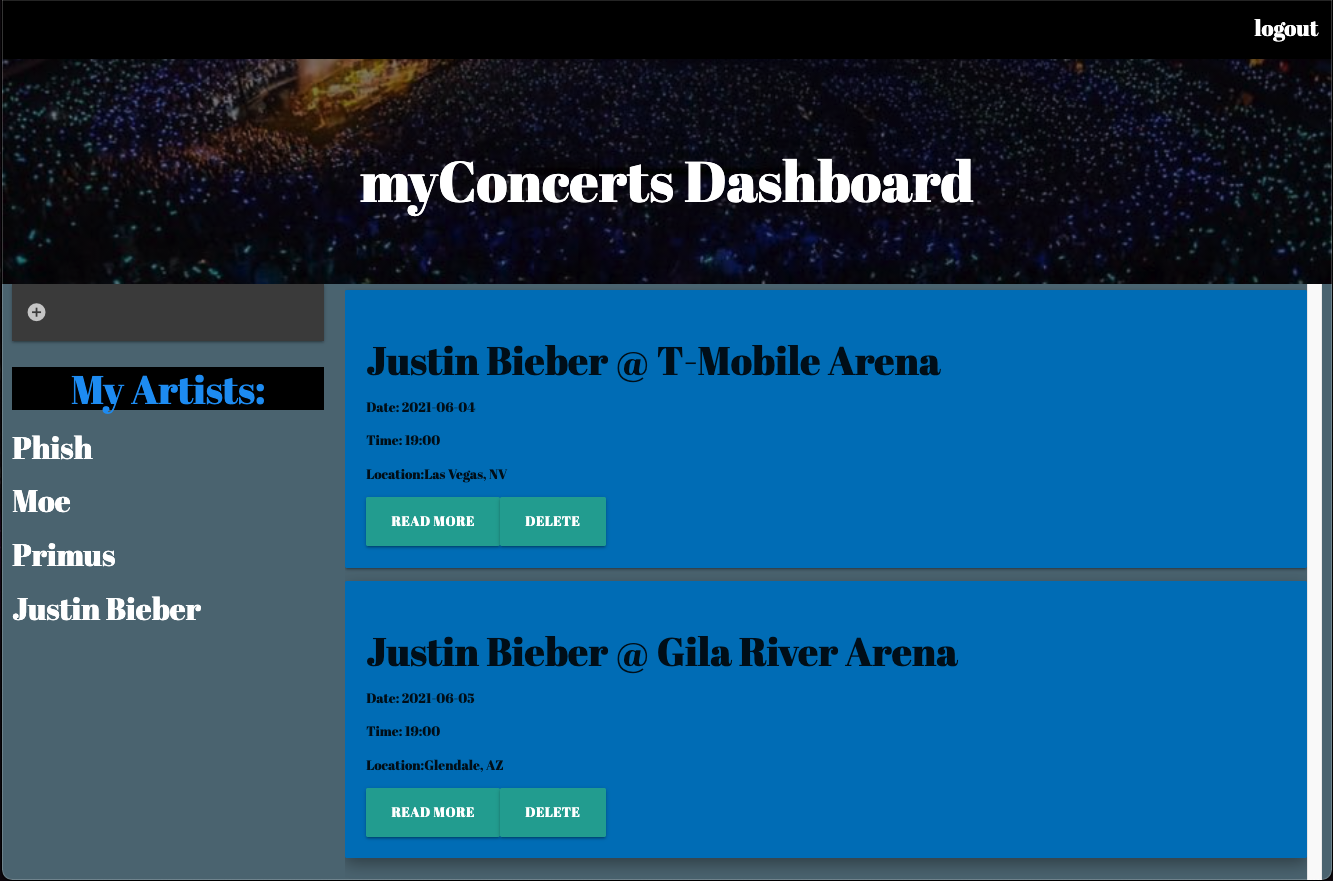 logout
myConcerts Dashboard
My Artists:
Phish
Moe
Primus
Justin Bieber
Justin Bieber @ T-Mobile Arena
Date: 2021-06-04
Time: 19:00
Location:Las Vegas, NV
READ MORE DELETE
Justin Bieber @ Gila River Arena
Date: 2021-06-05
Time: 19:00
Location:Glendale, AZ
READ MORE DELETE